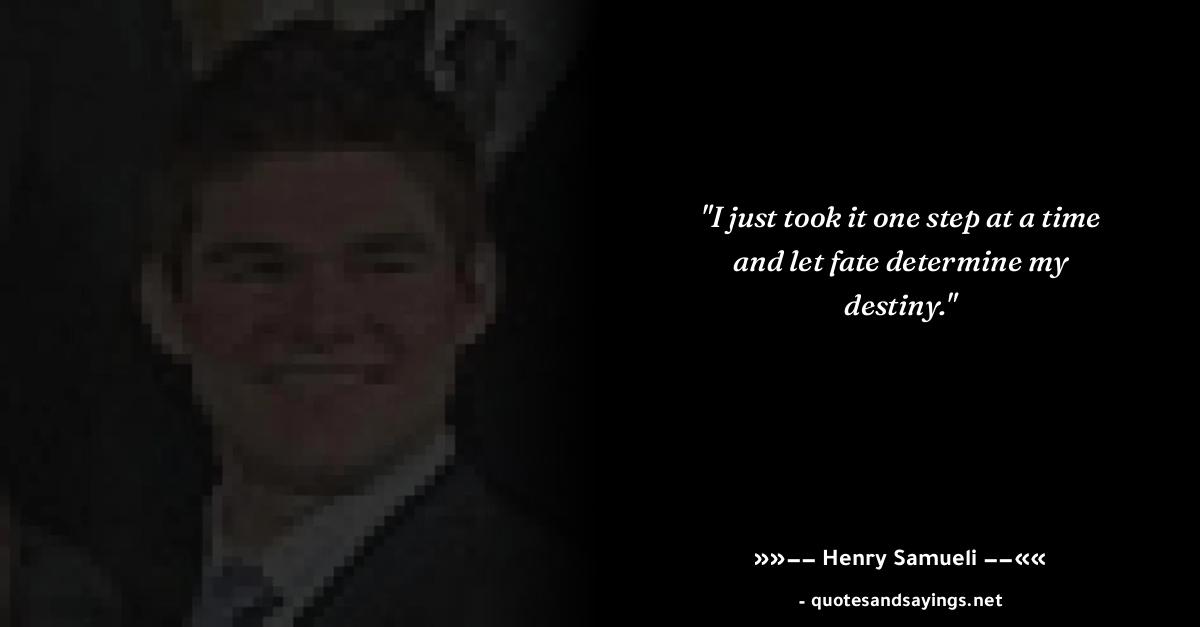 "I just took it one step at a time
and let fate determine my
destiny."
»»−− Henry Samueli −−««
- quotesandsayings.net